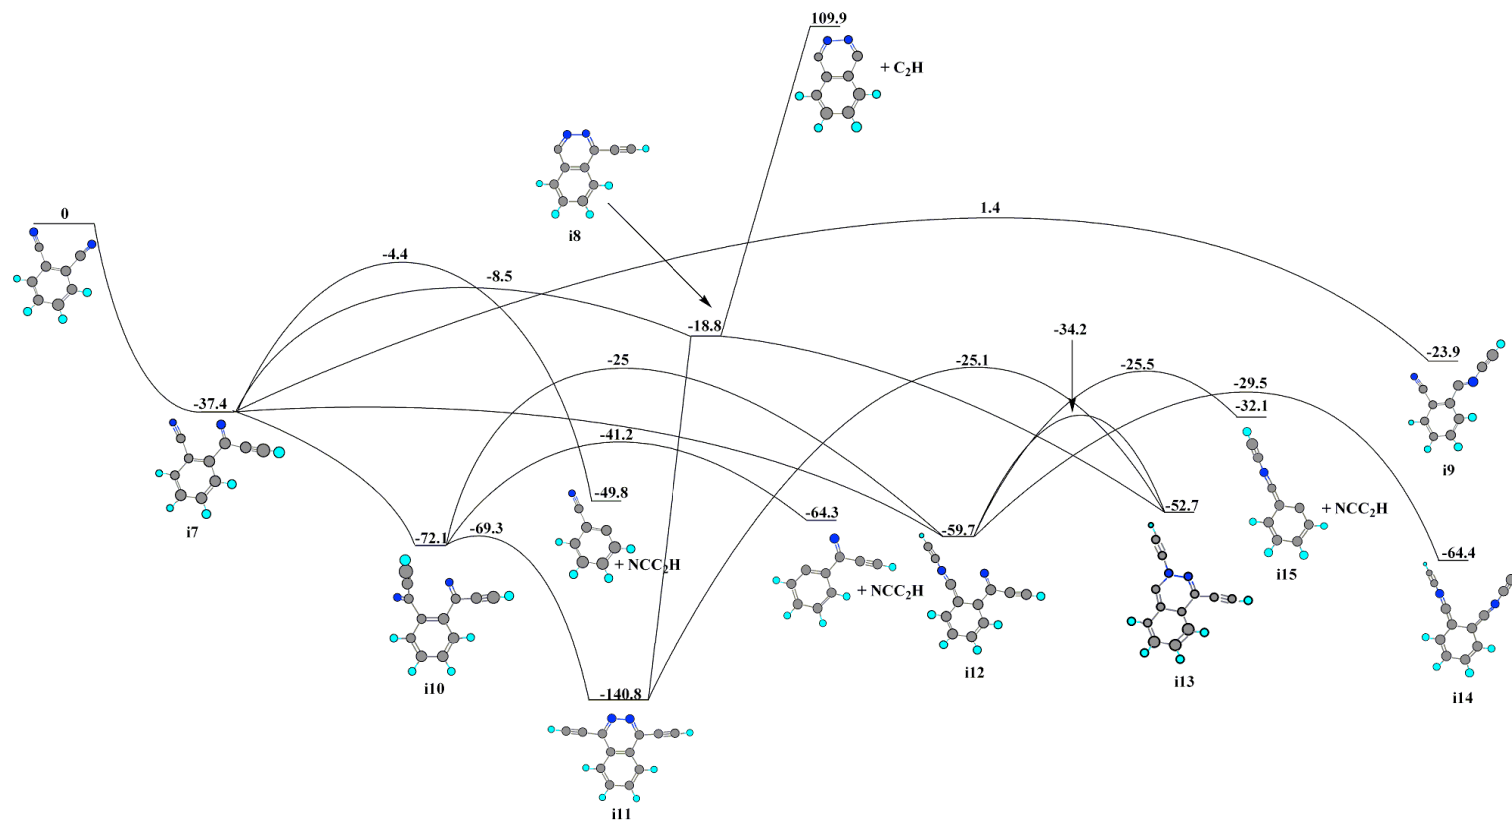 109.9
+ C₂H
i8
0
-4.4
-8.5
1.4
-18.8
-34.2
-23.9
-25
-25.1
-25.5
-29.5
-32.1
-37.4
i9
-41.2
i7
-49.8
-52.7
+ NCC₂H
-64.3
-72.1
-69.3
-59.7
i15
-64.4
+ NCC₂H
+ NCC₂H
i10
i12
i13
i14
-140.8
i11